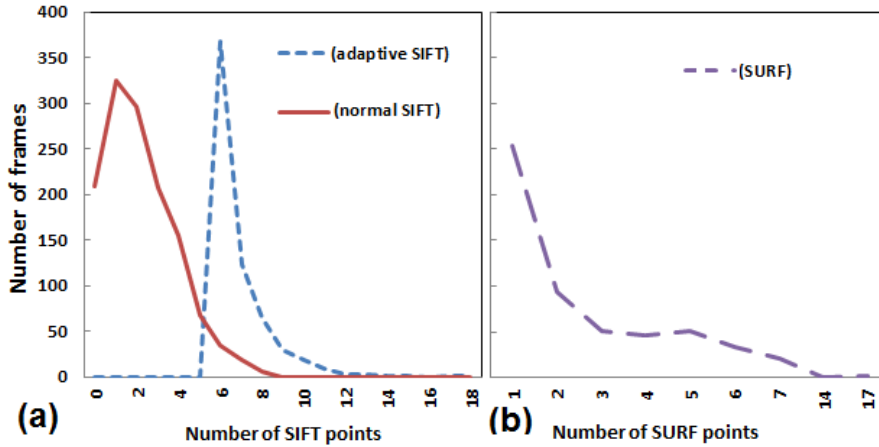 400
350
300
250
200
150
100
50
0
Number of frames
(adaptive SIFT)
(normal SIFT)
0 2 4 6 8 10 12 14 16 18
(a)
Number of SIFT points
(SURF)
1 2 3 4 5 6 7 14 17
(b)
Number of SURF points